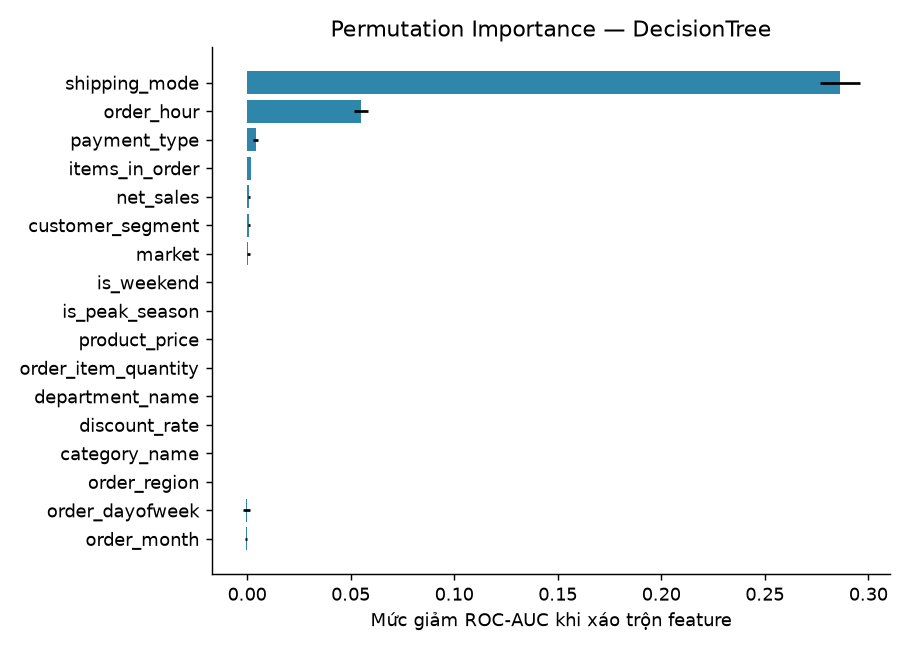 Permutation Importance — DecisionTree
shipping_mode
order_hour
payment_type
items_in_order
net_sales
customer_segment
market
is_weekend
is_peak_season
product_price
order_item_quantity
department_name
discount_rate
category_name
order_region
order_dayofweek
order_month
0.00 0.05 0.10 0.15 0.20 0.25 0.30
Mức giảm ROC-AUC khi xáo trộn feature